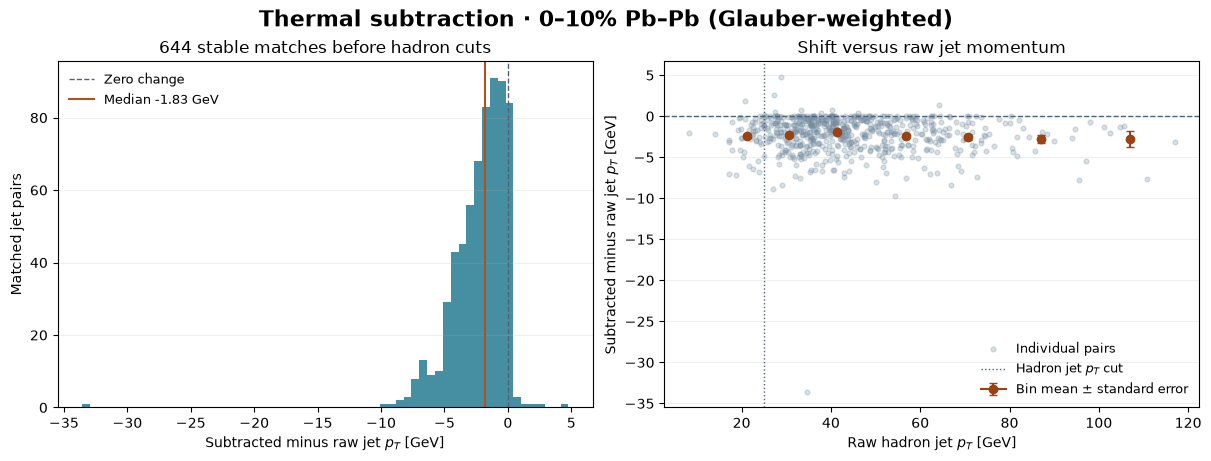 Thermal subtraction · 0–10% Pb–Pb (Glauber-weighted)
644 stable matches before hadron cuts
Zero change
Median -1.83 GeV
Matched jet pairs
0
20
40
60
80
−35
−30
−25
−20
−15
−10
−5
0
5
Subtracted minus raw jet pT [GeV]
Shift versus raw jet momentum
Subtracted minus raw jet pT [GeV]
5
0
−5
−10
−15
−20
−25
−30
−35
Individual pairs
Hadron jet pT cut
Bin mean ± standard error
20
40
60
80
100
120
Raw hadron jet pT [GeV]